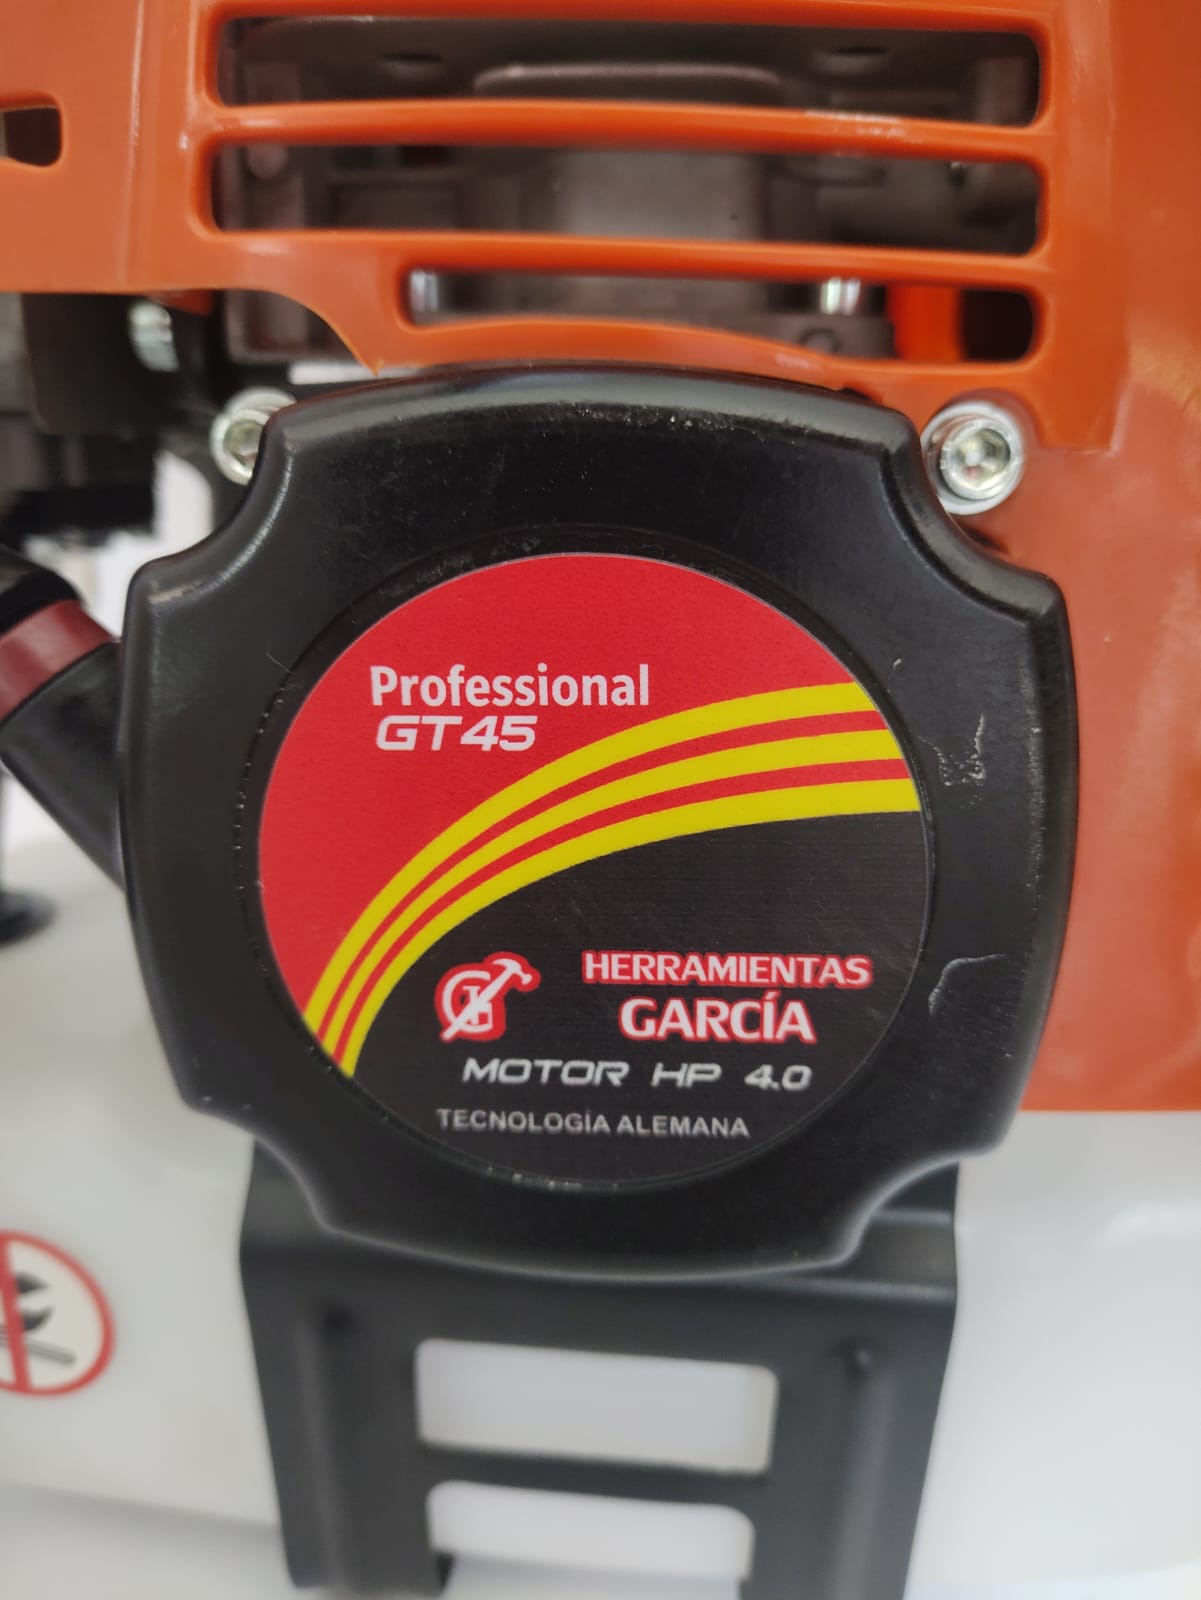 Professional
GT45
HERRAMIENTAS
GARCÍA
MOTOR HP 4.0
TECNOLOGÍA ALEMANA